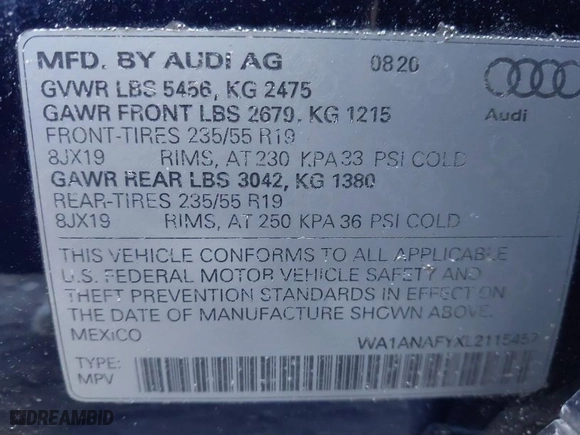 MFD. BY AUDI AG 08 20
GVWR LBS 5456, KG 2475
GAWR FRONT LBS 2679, KG 1215
FRONT-TIRES 235/55 R19
8JX19 RIMS, AT 230 KPA 33 PSI COLD
GAWR REAR LBS 3042, KG 1380
REAR-TIRES 235/55 R19
8JX19 RIMS, AT 250 KPA 36 PSI COLD
Audi
THIS VEHICLE CONFORMS TO ALL APPLICABLE
U.S. FEDERAL MOTOR VEHICLE SAFETY AND
THEFT PREVENTION STANDARDS IN EFFECT ON
THE DATE OF MANUFACTURE SHOWN ABOVE.
MEXICO WA1ANAFYXL2115457
TYPE:
MPV
DREAMBID